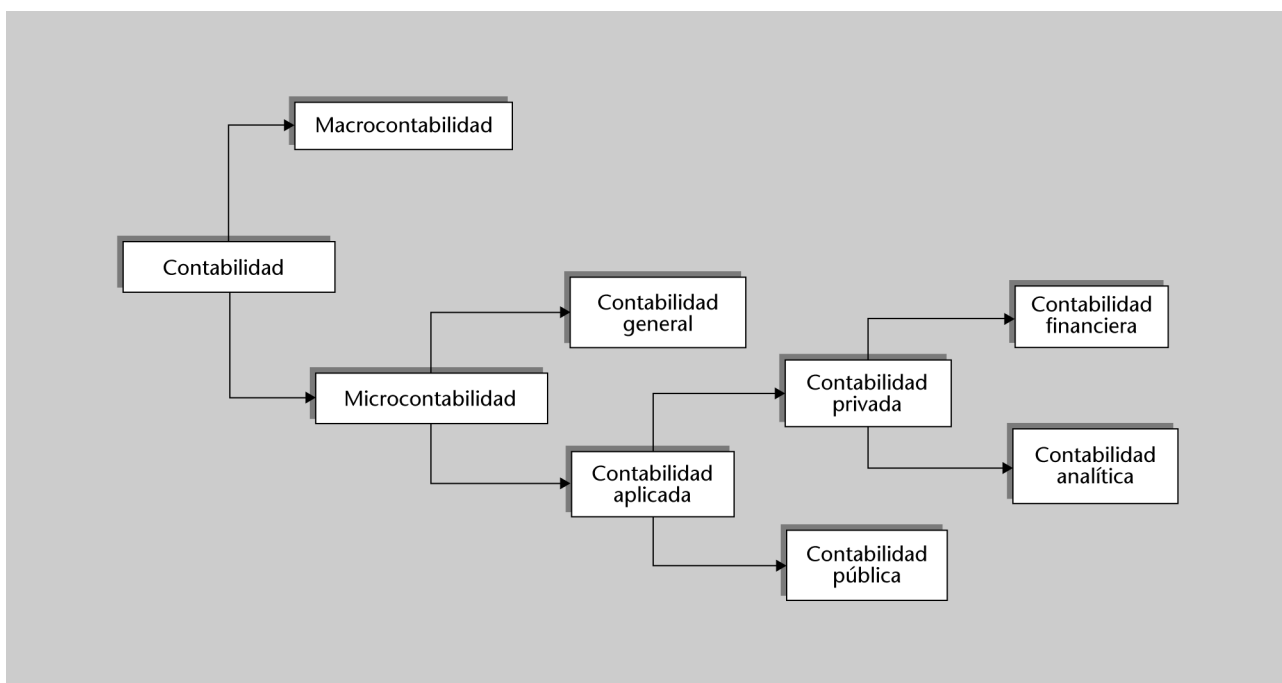 Macrocontabilidad
Contabilidad
Contabilidad
general
Contabilidad
financiera
Microcontabilidad
Contabilidad
privada
Contabilidad
aplicada
Contabilidad
analítica
Contabilidad
pública